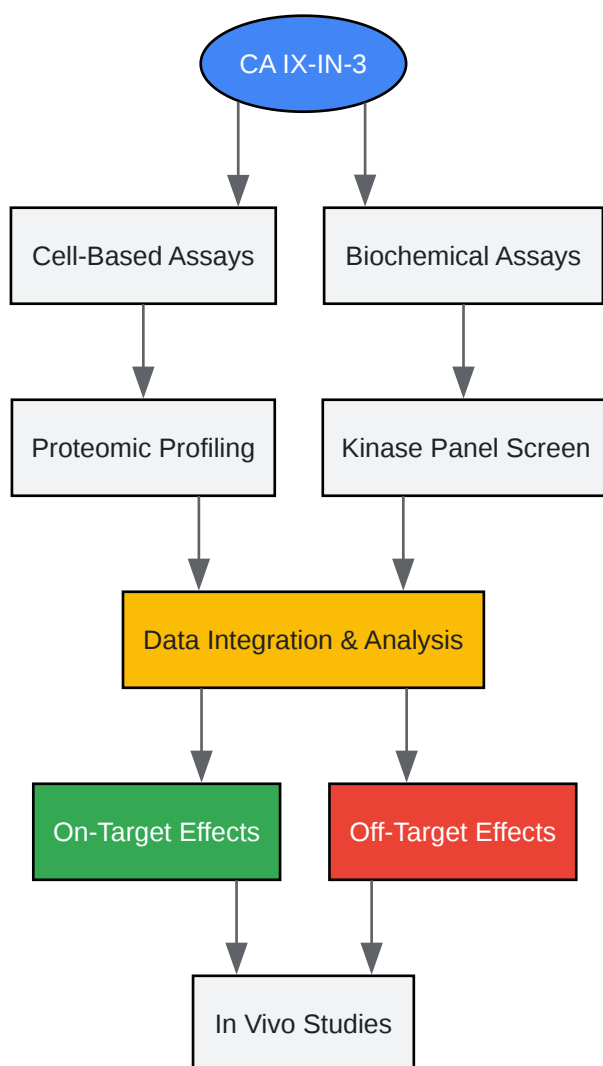 CA IX-IN-3
Cell-Based Assays
Biochemical Assays
Proteomic Profiling
Kinase Panel Screen
Data Integration & Analysis
On-Target Effects
Off-Target Effects
In Vivo Studies